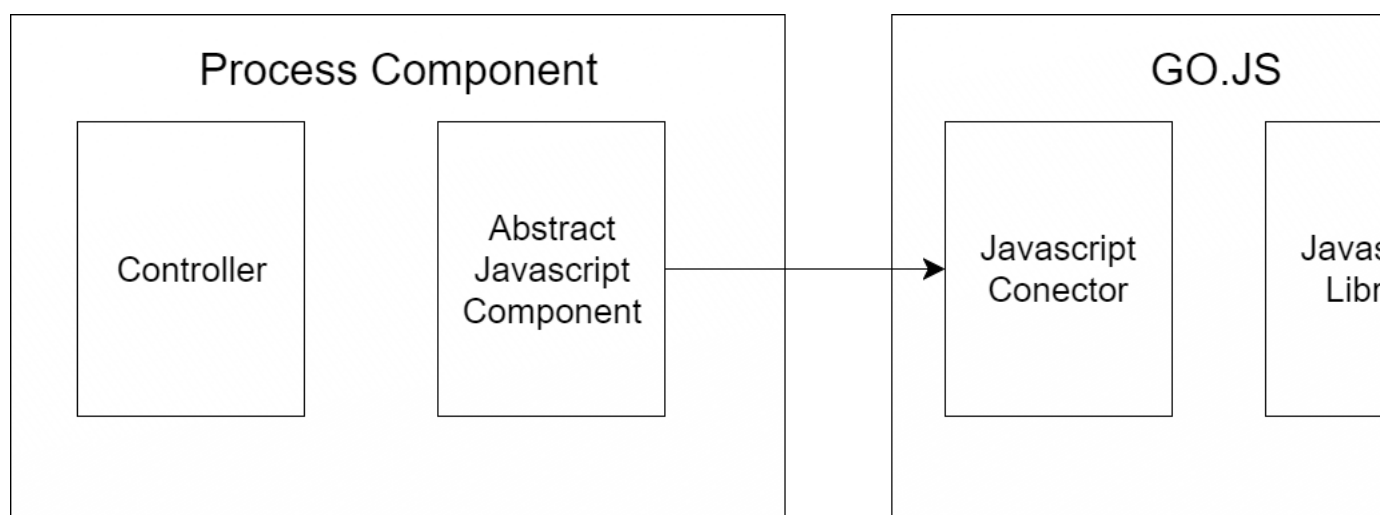 Process Component
GO.JS
Controller
Abstract
Javascript
Component
Javascript
Conector